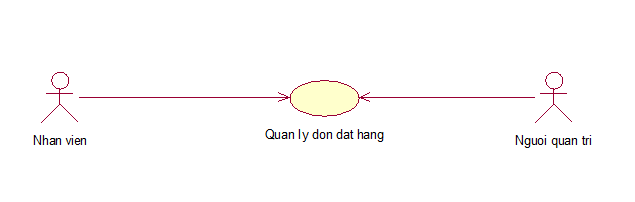 Quan ly don dat hang
Nhan vien
Nguoi quan tri